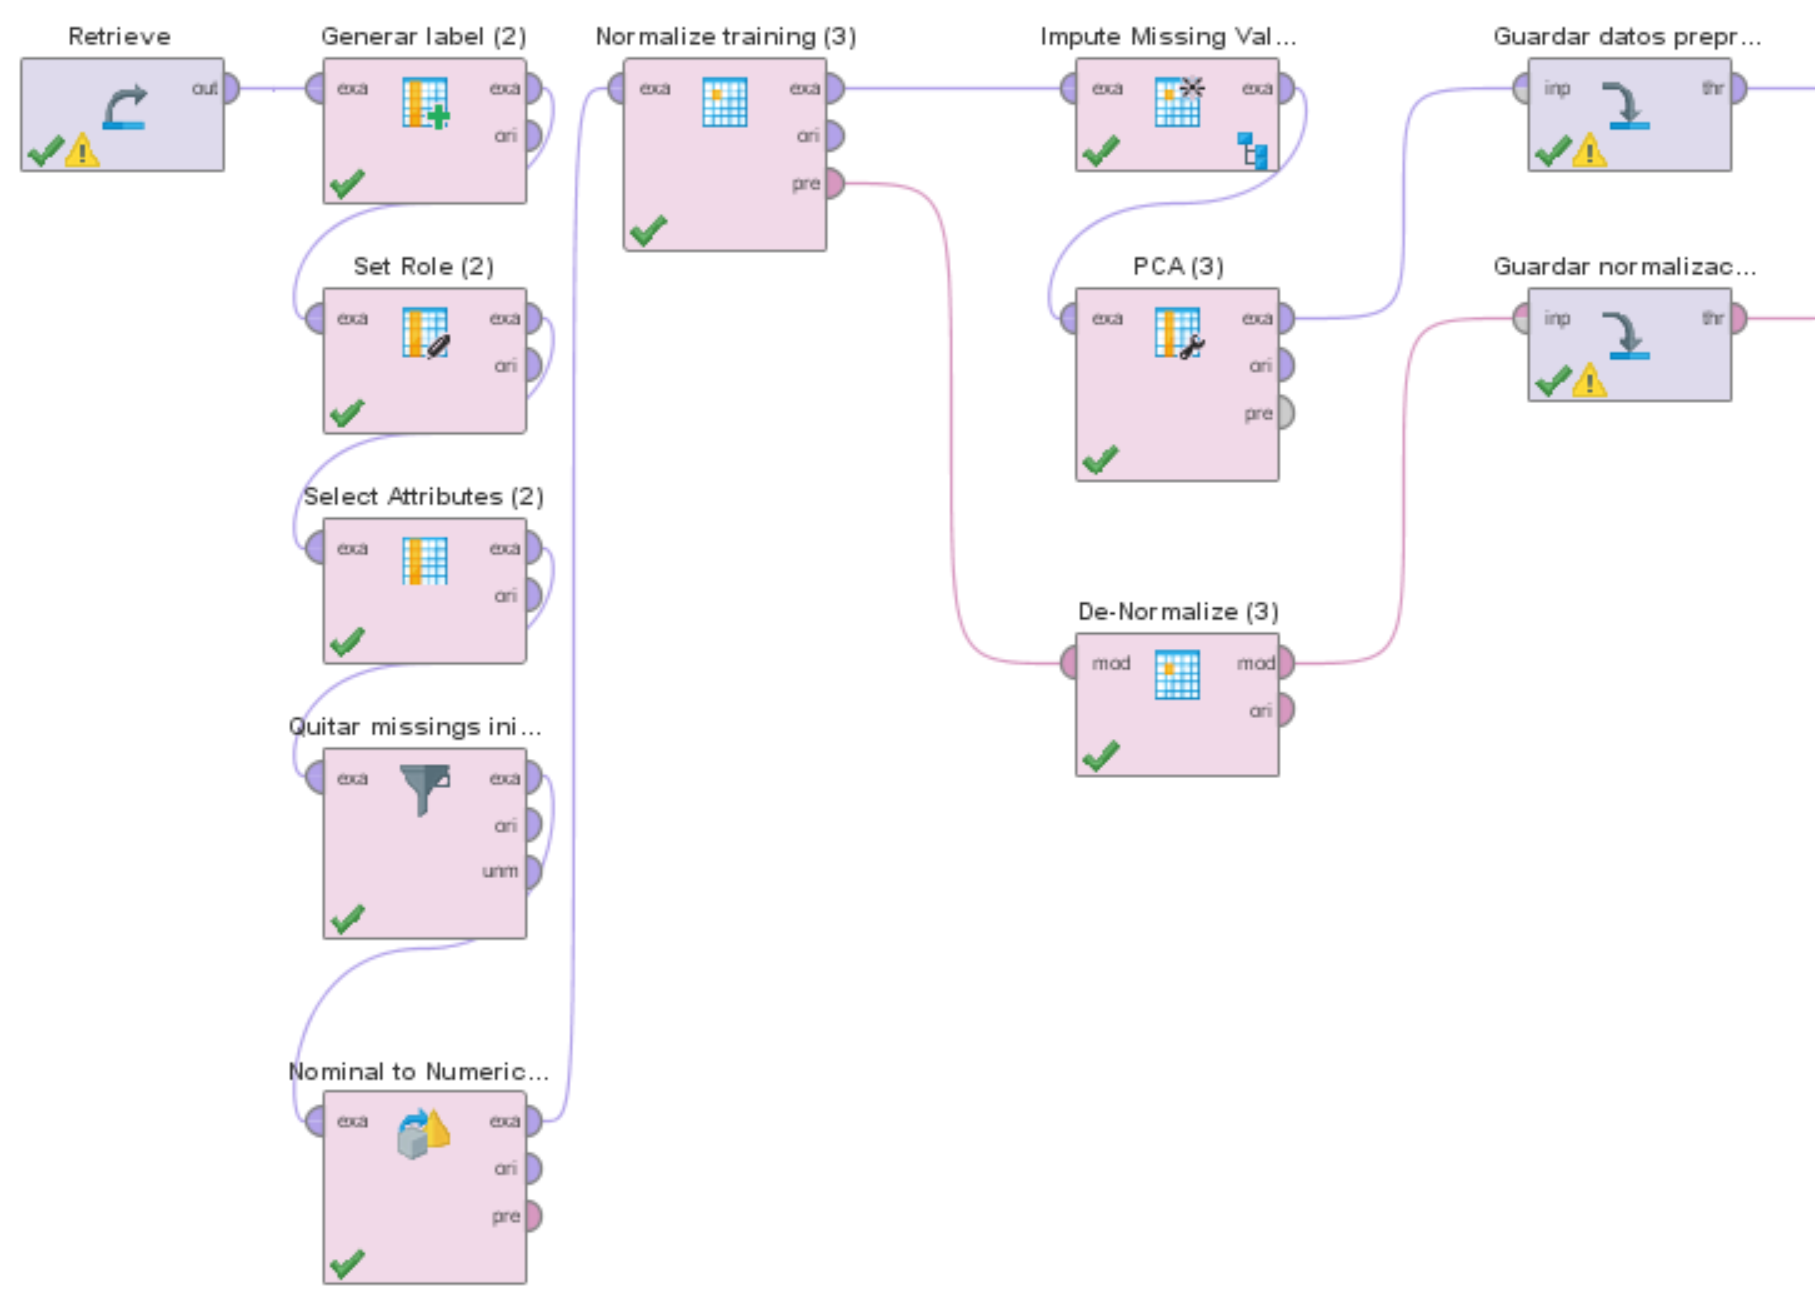 Retrieve
out
Generar label (2)
exa exa
ori
Set Role (2)
exa exa
ori
Select Attributes (2)
exa exa
ori
Quitar missings ini...
exa exa
ori
unm
Nominal to Numeric...
exa exa
ori
pre
Normalize training (3)
exa exa
ori
pre
Impute Missing Val...
exa exa
PCA (3)
exa exa
ori
pre
De-Normalize (3)
mod mod
ori
Guardar datos prepr...
inp thr
Guardar normalizac...
inp thr